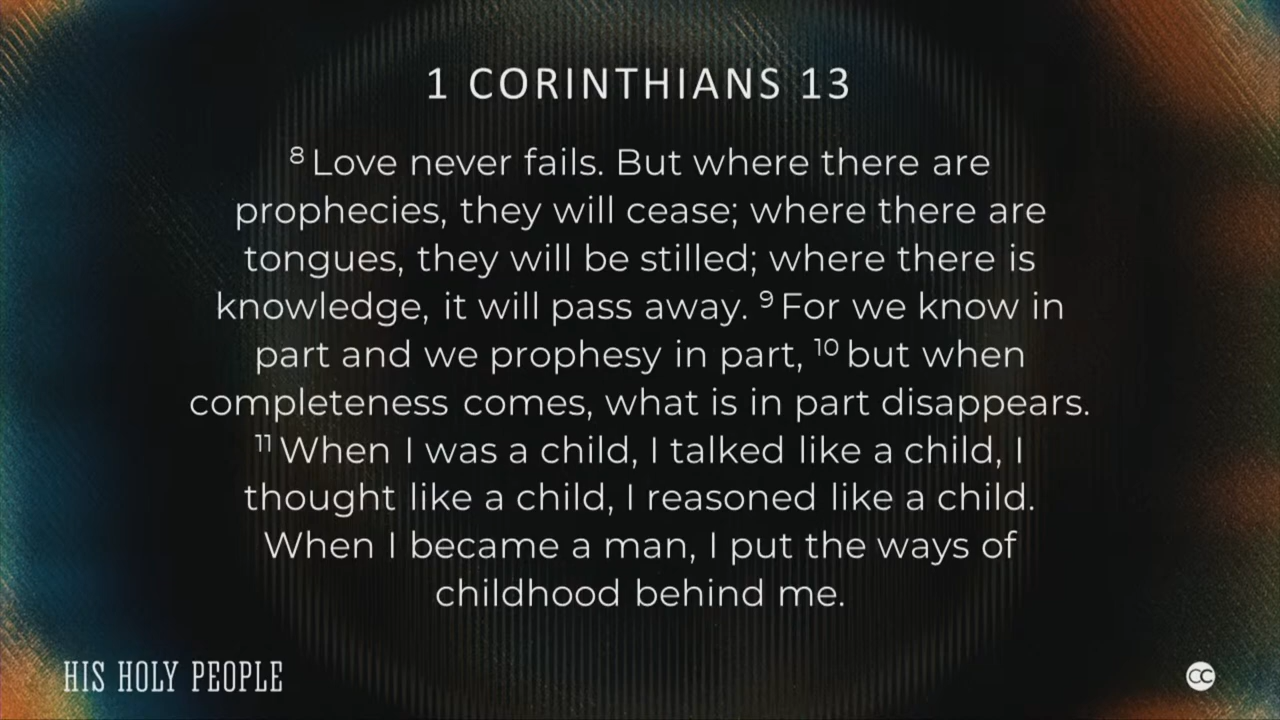 1 CORINTHIANS 13
⁸ Love never fails. But where there are
prophecies, they will cease; where there are
tongues, they will be stilled; where there is
knowledge, it will pass away. ⁹ For we know in
part and we prophesy in part, ¹⁰ but when
completeness comes, what is in part disappears.
¹¹ When I was a child, I talked like a child, I
thought like a child, I reasoned like a child.
When I became a man, I put the ways of
childhood behind me.
HIS HOLY PEOPLE
CC